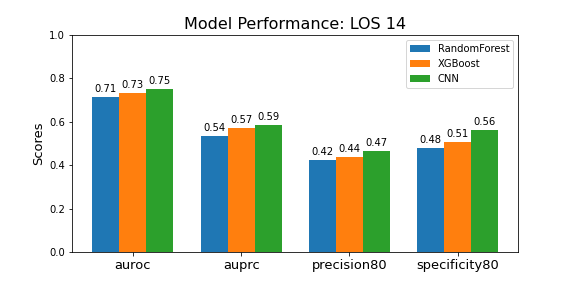 Model Performance: LOS 14
Scores
1.0
0.8
0.6
0.4
0.2
0.0
RandomForest
XGBoost
CNN
0.71 0.73 0.75
0.54 0.57 0.59
0.42 0.44 0.47
0.48 0.51 0.56
auroc auprc precision80 specificity80